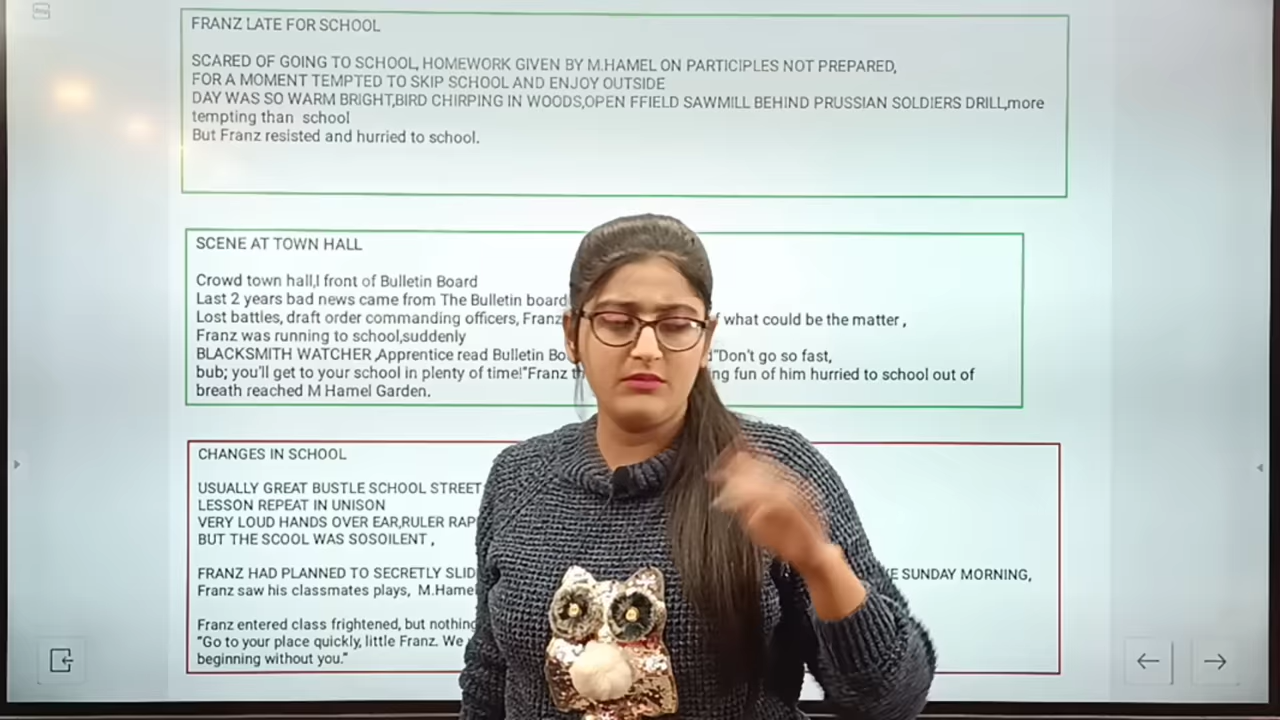 FRANZ LATE FOR SCHOOL
SCARED OF GOING TO SCHOOL, HOMEWORK GIVEN BY M.HAMEL ON PARTICIPLES NOT PREPARED,
FOR A MOMENT TEMPTED TO SKIP SCHOOL AND ENJOY OUTSIDE
DAY WAS SO WARM BRIGHT,BIRD CHIRPING IN WOODS,OPEN FFIELD SAWMILL BEHIND PRUSSIAN SOLDIERS DRILL,more
tempting than school
But Franz resisted and hurried to school.
SCENE AT TOWN HALL
Crowd town hall,I front of Bulletin Board
Last 2 years bad news came from The Bulletin board
Lost battles, draft order commanding officers, Franz what could be the matter ,
Franz was running to school,suddenly
BLACKSMITH WATCHER ,Apprentice read Bulletin "Don't go so fast,
bub; you'll get to your school in plenty of time!"Franz fun of him hurried to school out of
breath reached M Hamel Garden.
CHANGES IN SCHOOL
USUALLY GREAT BUSTLE SCHOOL STREET
LESSON REPEAT IN UNISON
VERY LOUD HANDS OVER EAR,RULER RAP
BUT THE SCOOL WAS SOSOILENT ,
FRANZ HAD PLANNED TO SECRETLY SUNDAY MORNING,
Franz saw his classmates plays, M.Hame
Franz entered class frightened, but nothing
"Go to your place quickly, little Franz. We
beginning without you."